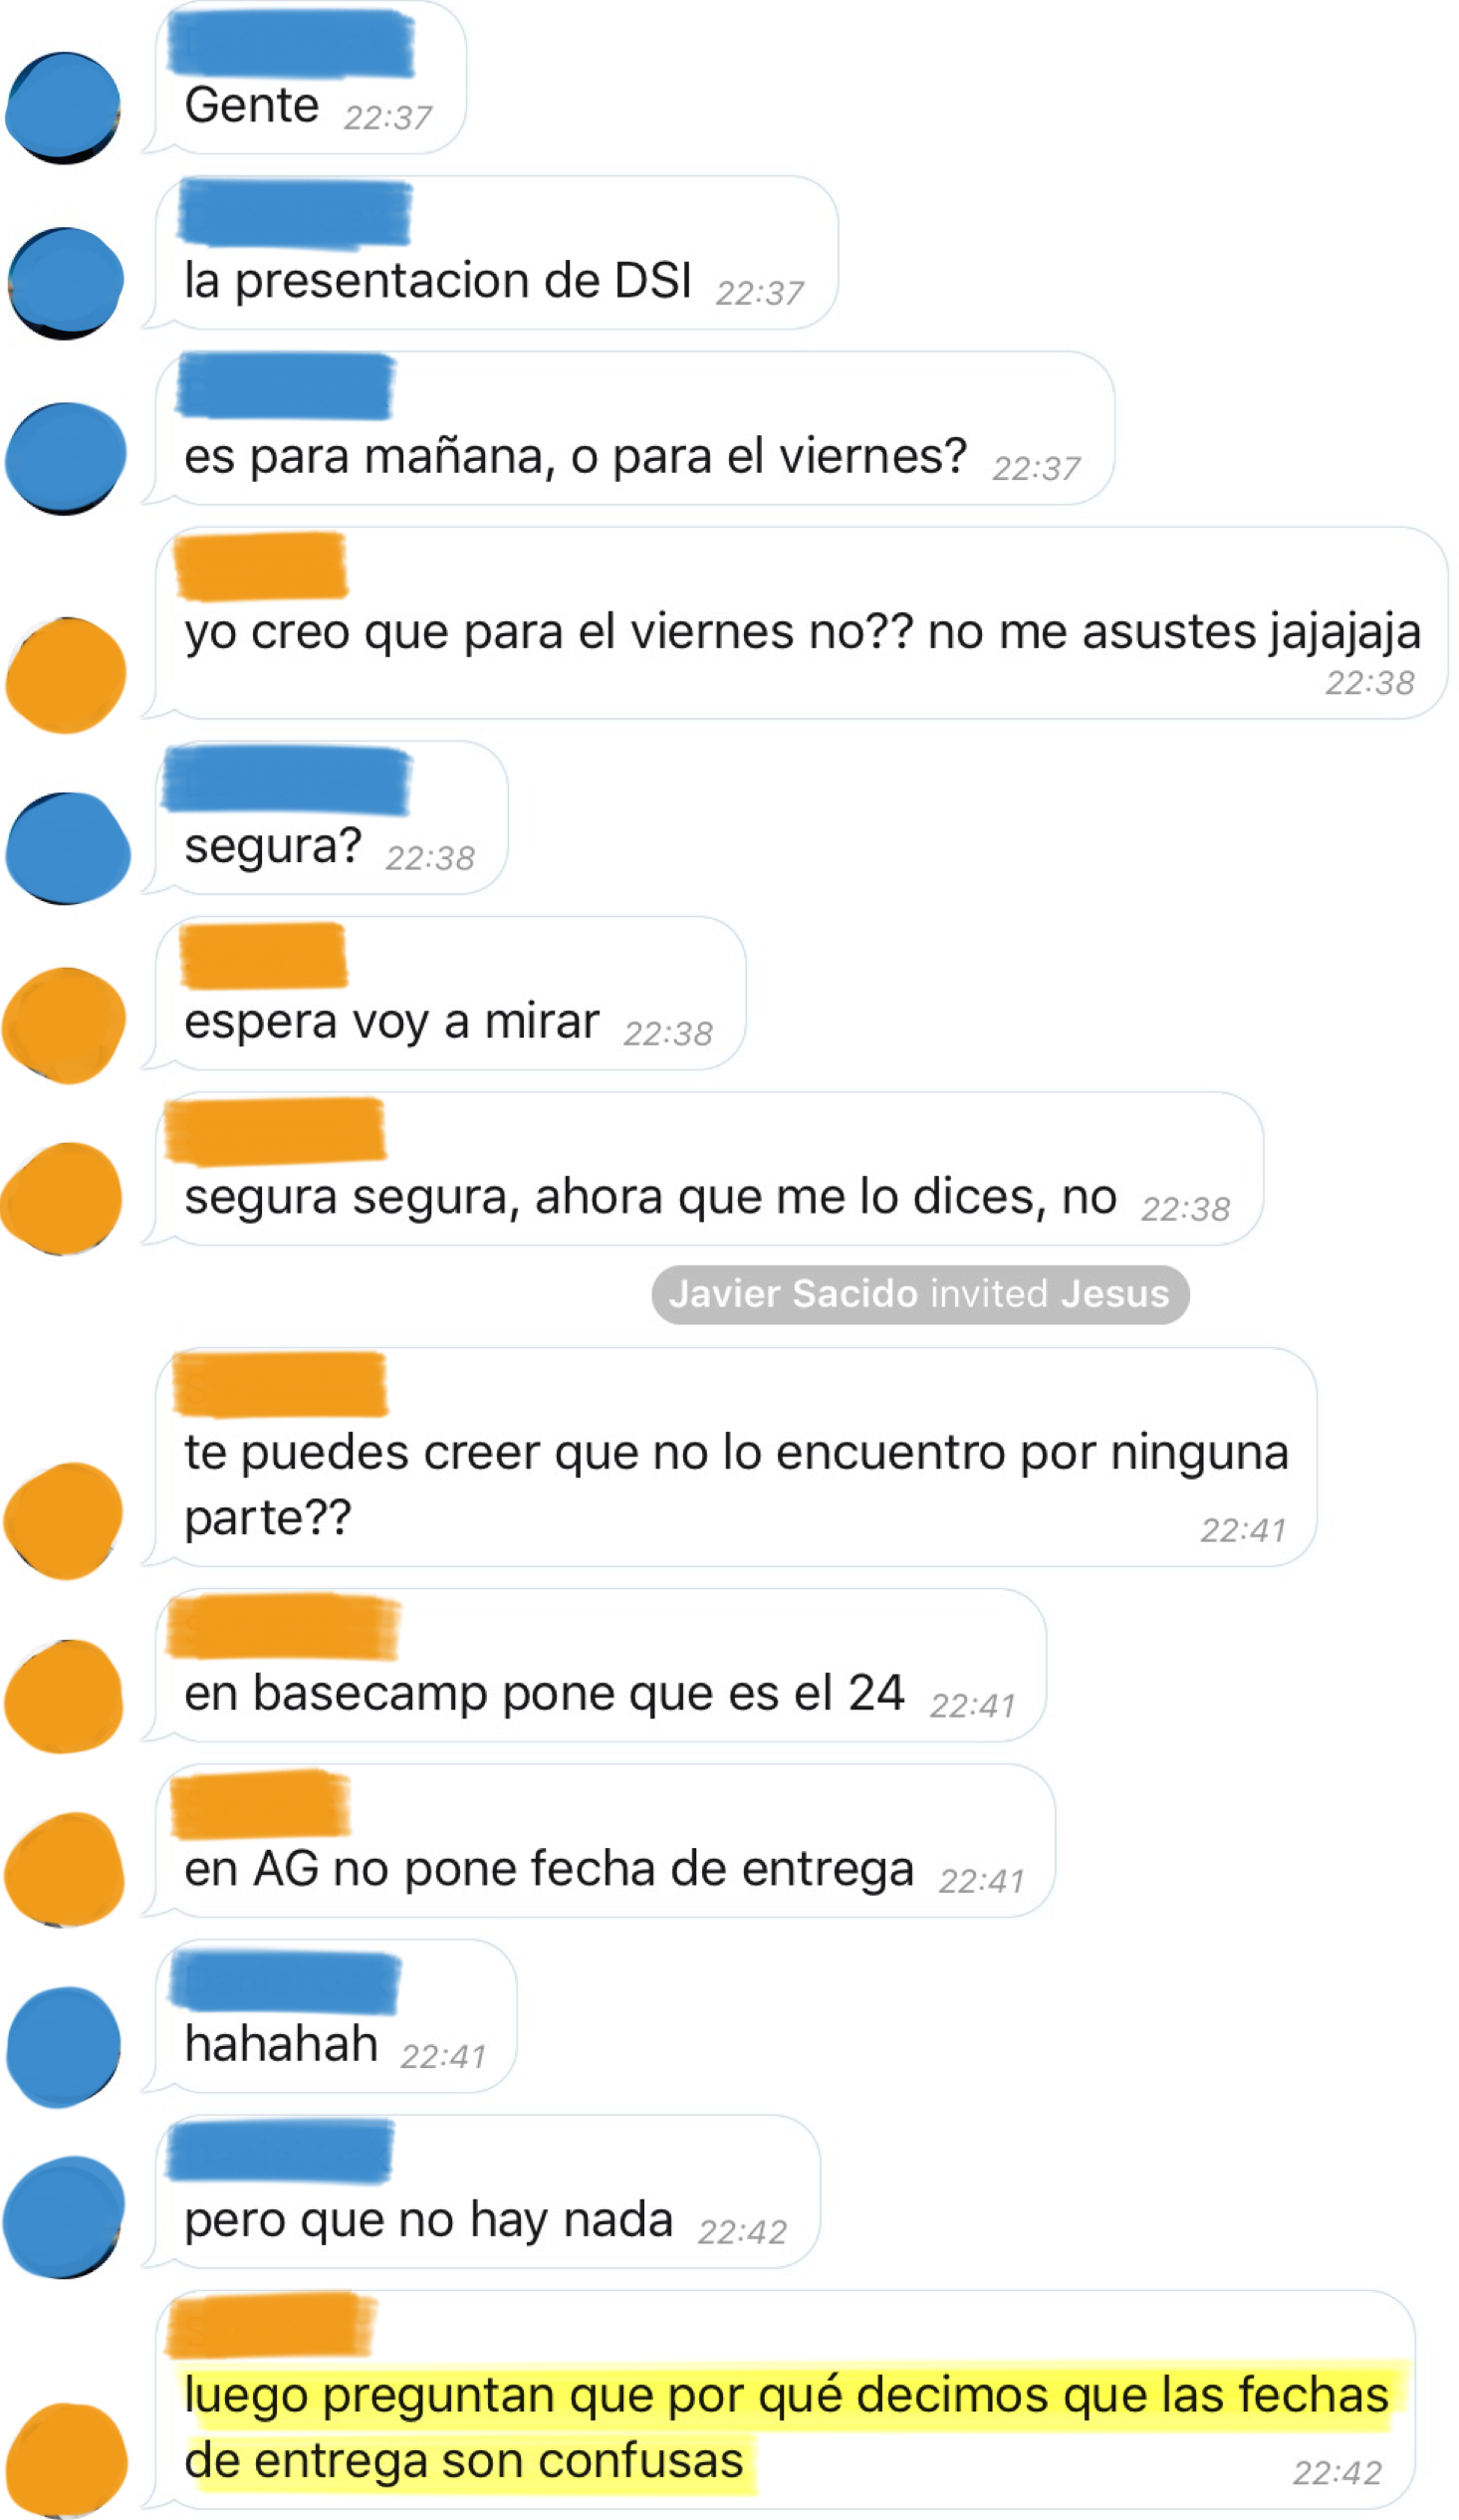 Gente 22:37
la presentacion de DSI 22:37
es para mañana, o para el viernes? 22:37
yo creo que para el viernes no?? no me asustes jajajaja
22:38
segura? 22:38
espera voy a mirar 22:38
segura segura, ahora que me lo dices, no 22:38
Javier Sacido invited Jesus
te puedes creer que no lo encuentro por ninguna
parte?? 22:41
en basecamp pone que es el 24 22:41
en AG no pone fecha de entrega 22:41
hahahah 22:41
pero que no hay nada 22:42
luego preguntan que por qué decimos que las fechas
de entrega son confusas 22:42